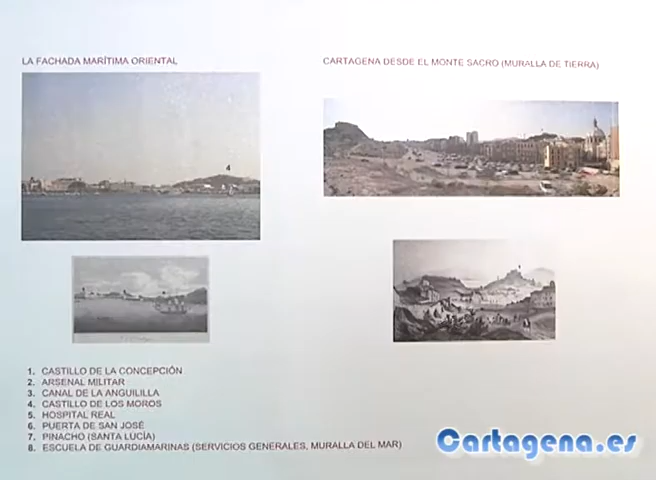 LA FACHADA MARÍTIMA ORIENTAL
CARTAGENA DESDE EL MONTE SACRO (MURALLA DE TIERRA)
4
1. CASTILLO DE LA CONCEPCIÓN
2. ARSENAL MILITAR
3. CANAL DE LA ANGUILILLA
4. CASTILLO DE LOS MOROS
5. HOSPITAL REAL
6. PUERTA DE SAN JOSÉ
7. PINACHO (SANTA LUCÍA)
8. ESCUELA DE GUARDIAMARINAS (SERVICIOS GENERALES, MURALLA DEL MAR)
Cartagena.es